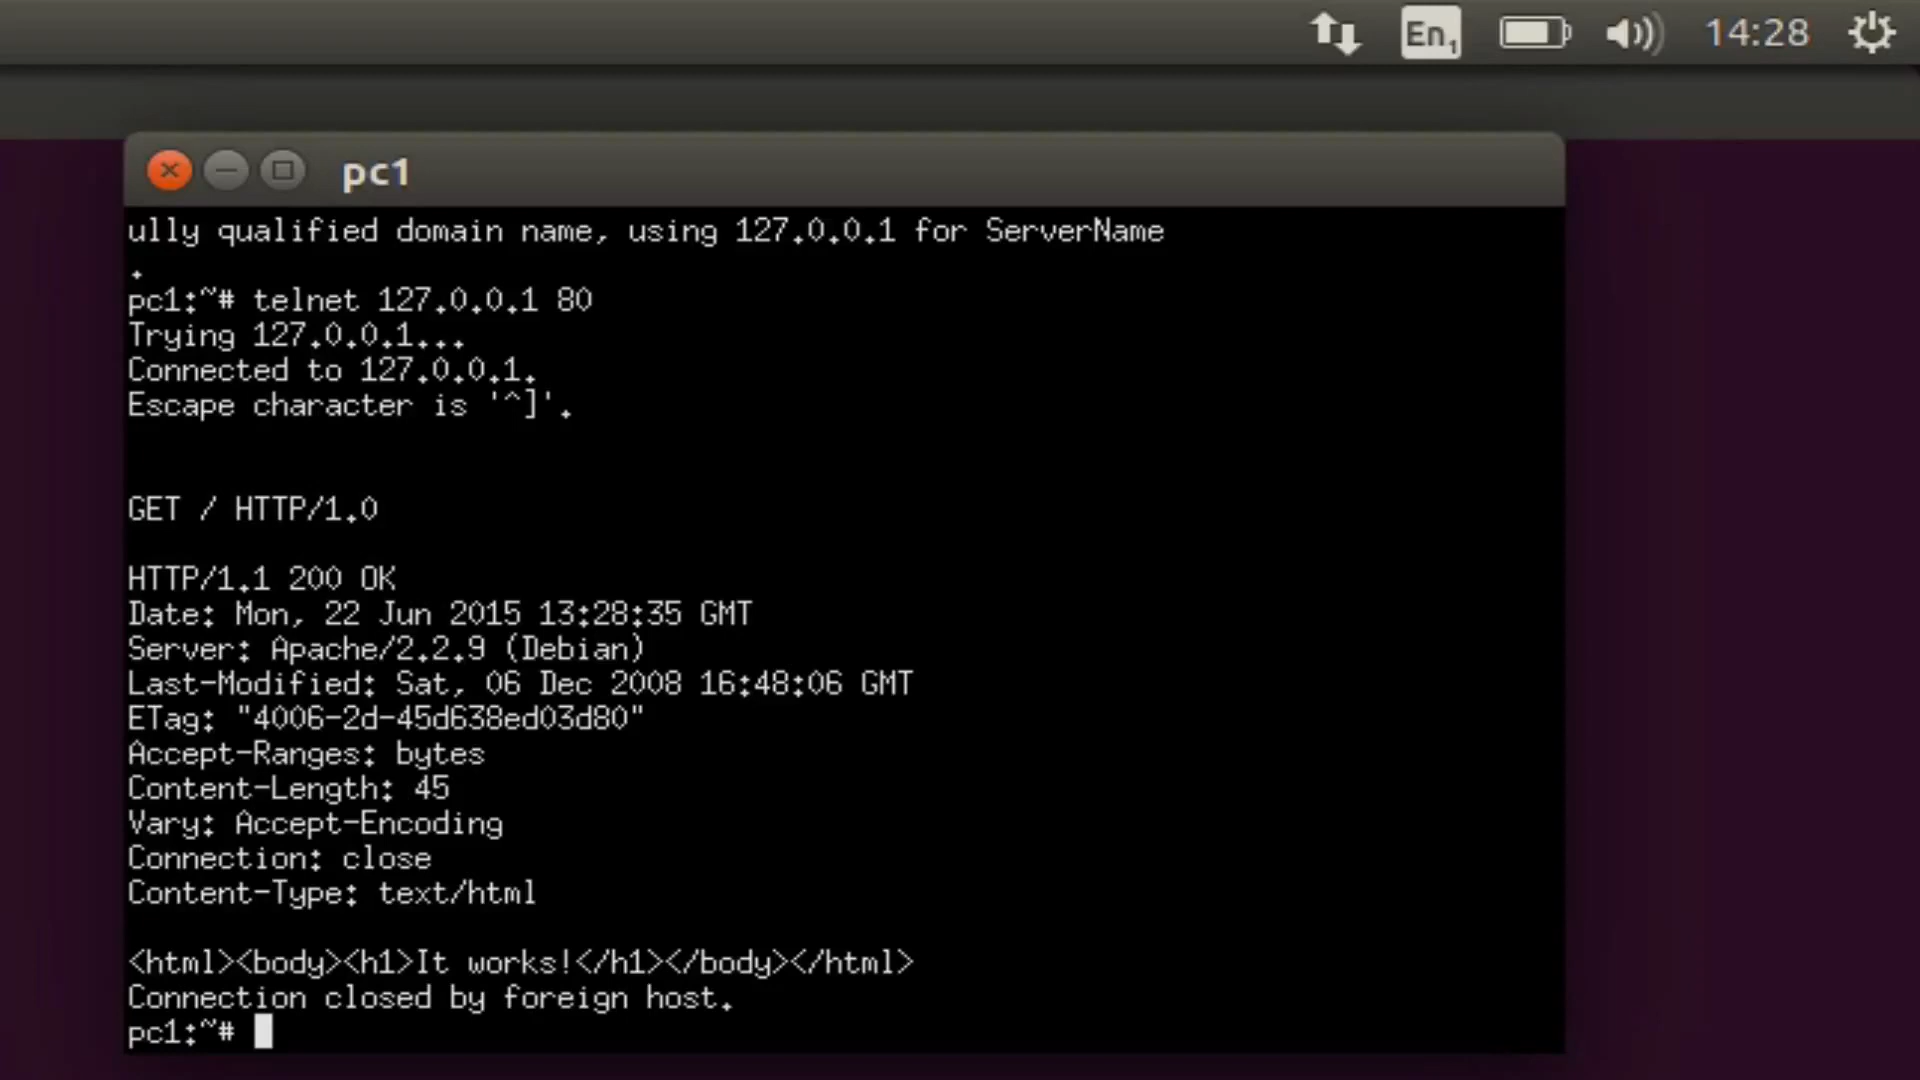 En1 14:28
pc1
ully qualified domain name, using 127.0.0.1 for ServerName
.
pc1:~# telnet 127.0.0.1 80
Trying 127.0.0.1...
Connected to 127.0.0.1.
Escape character is '^]'.
GET / HTTP/1.0
HTTP/1.1 200 OK
Date: Mon, 22 Jun 2015 13:28:35 GMT
Server: Apache/2.2.9 (Debian)
Last-Modified: Sat, 06 Dec 2008 16:48:06 GMT
ETag: "4006-2d-45d638ed03d80"
Accept-Ranges: bytes
Content-Length: 45
Vary: Accept-Encoding
Connection: close
Content-Type: text/html
<html><body><h1>It works!</h1></body></html>
Connection closed by foreign host.
pc1:~#